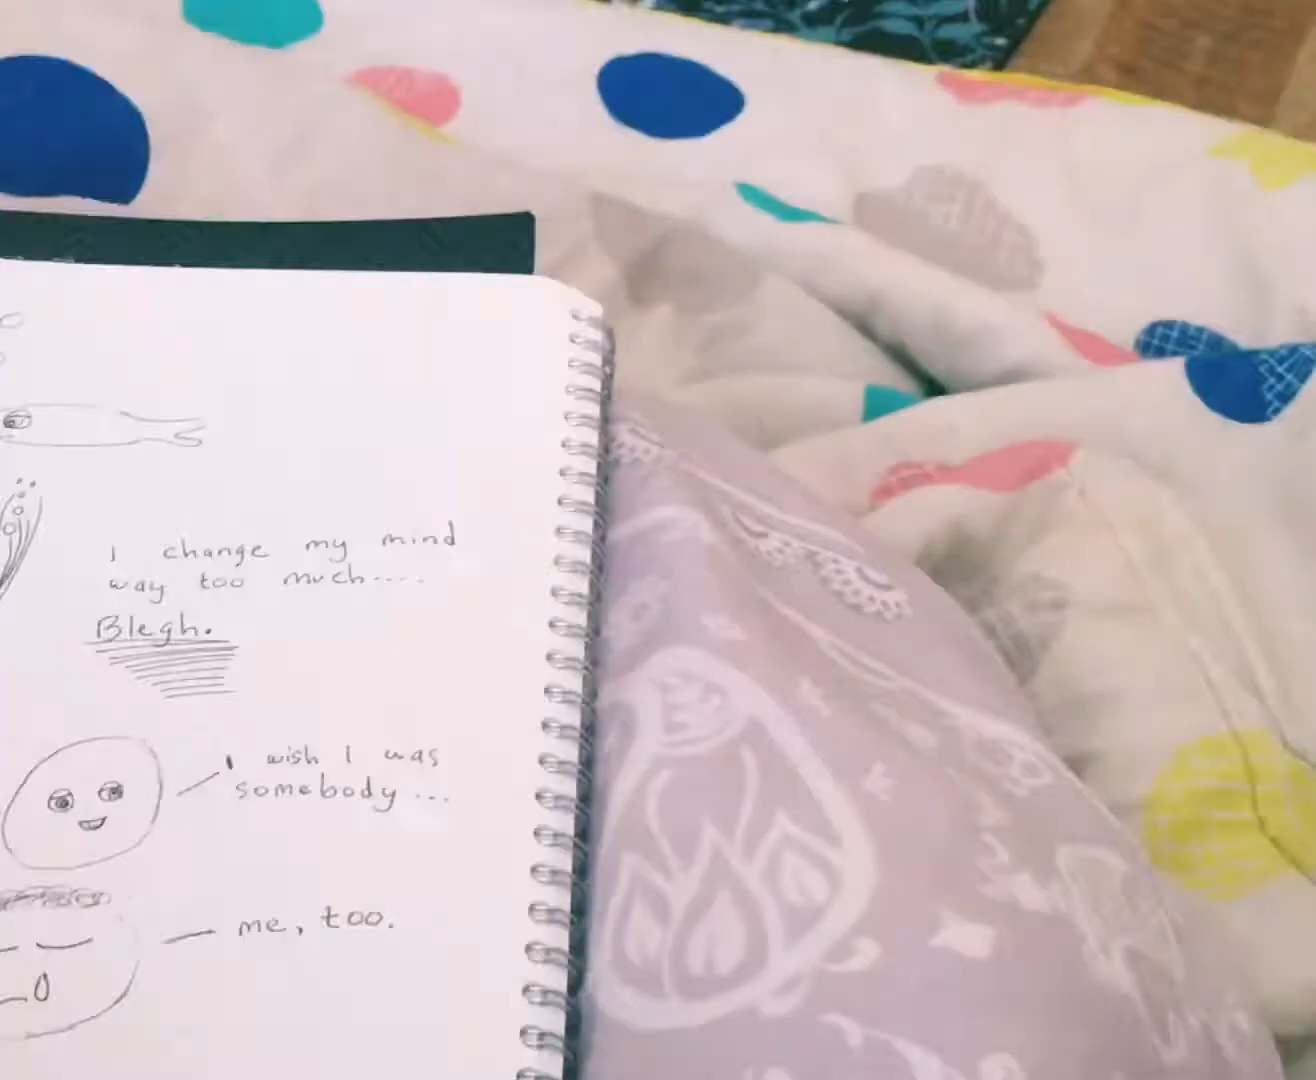 I change my mind
way too much....
Blegh.
I wish I was
somebody...
me, too.